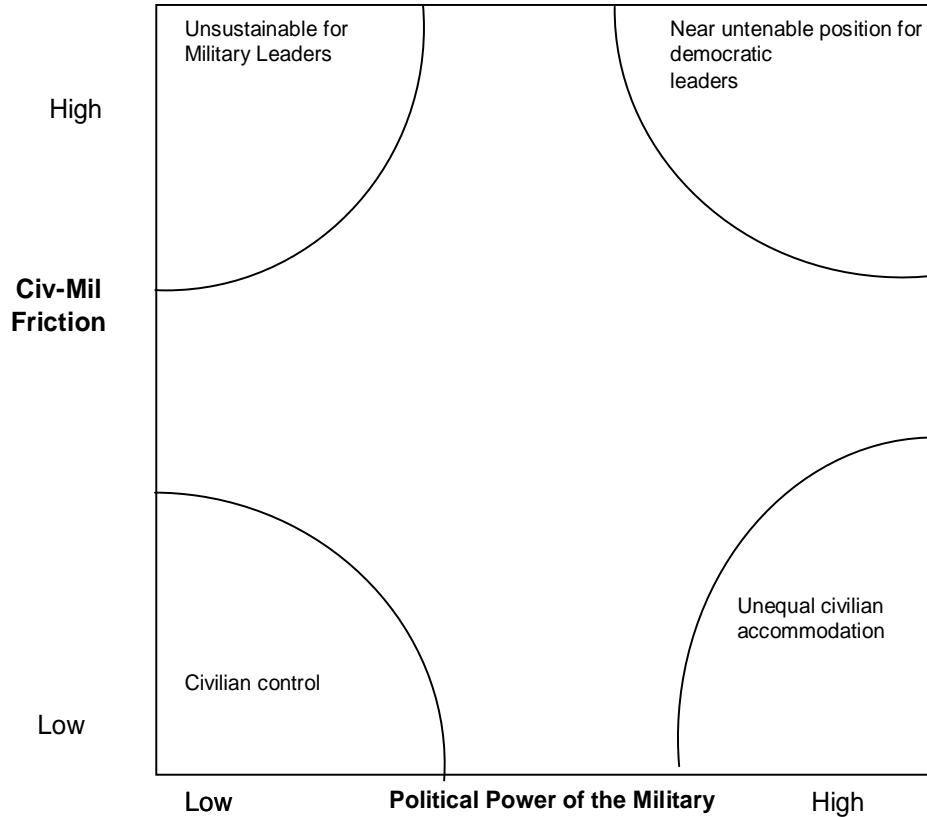 Unsustainable for
Military Leaders
Near untenable position for
democratic
leaders
High
Civ-Mil
Friction
Unequal civilian
accommodation
Civilian control
Low
Low
Political Power of the Military
High